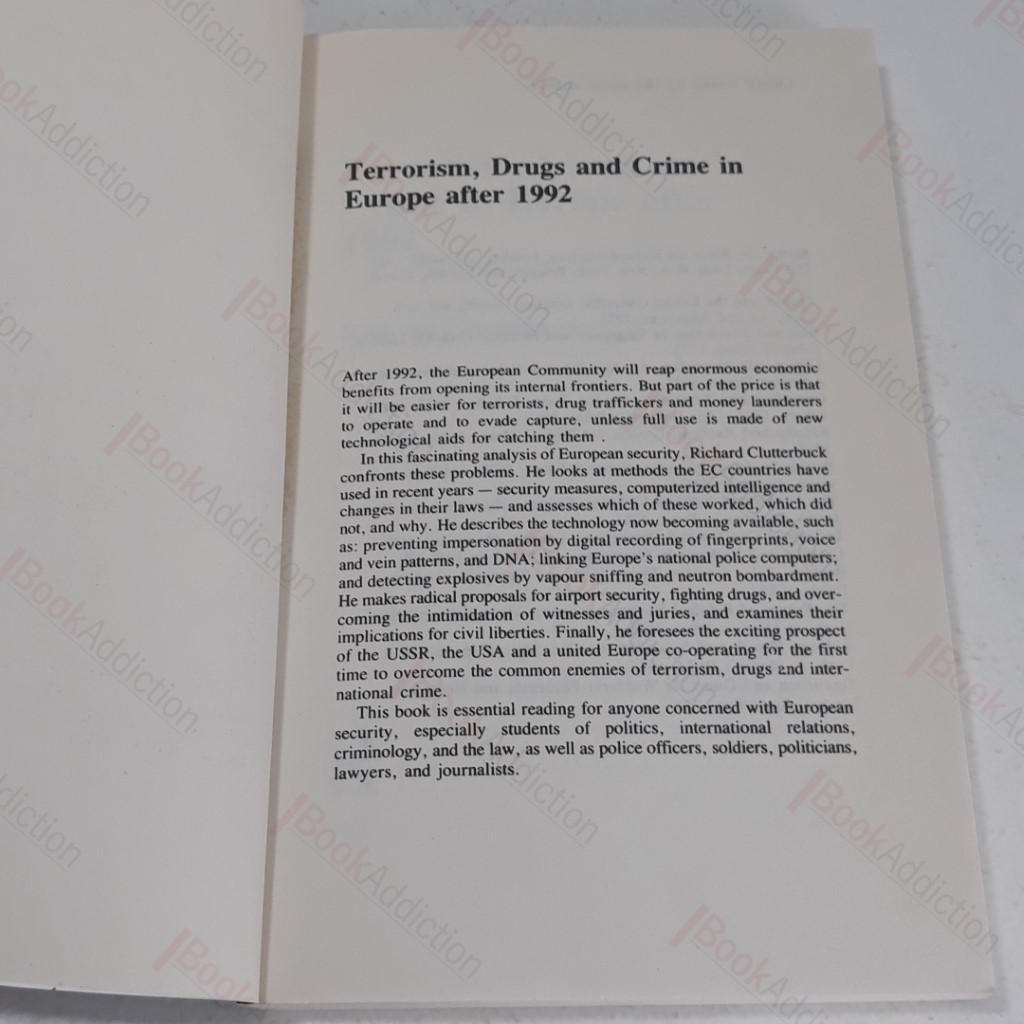 Terrorism, Drugs and Crime in
Europe after 1992
After 1992, the European Community will reap enormous economic
benefits from opening its internal frontiers. But part of the price is that
it will be easier for terrorists, drug traffickers and money launderers
to operate and to evade capture, unless full use is made of new
technological aids for catching them .
In this fascinating analysis of European security, Richard Clutterbuck
confronts these problems. He looks at methods the EC countries have
used in recent years — security measures, computerized intelligence and
changes in their laws — and assesses which of these worked, which did
not, and why. He describes the technology now becoming available, such
as: preventing impersonation by digital recording of fingerprints, voice
and vein patterns, and DNA; linking Europe's national police computers;
and detecting explosives by vapour sniffing and neutron bombardment.
He makes radical proposals for airport security, fighting drugs, and over-
coming the intimidation of witnesses and juries, and examines their
implications for civil liberties. Finally, he foresees the exciting prospect
of the USSR, the USA and a united Europe co-operating for the first
time to overcome the common enemies of terrorism, drugs and inter-
national crime.
This book is essential reading for anyone concerned with European
security, especially students of politics, international relations,
criminology, and the law, as well as police officers, soldiers, politicians,
lawyers, and journalists.
BookAddiction